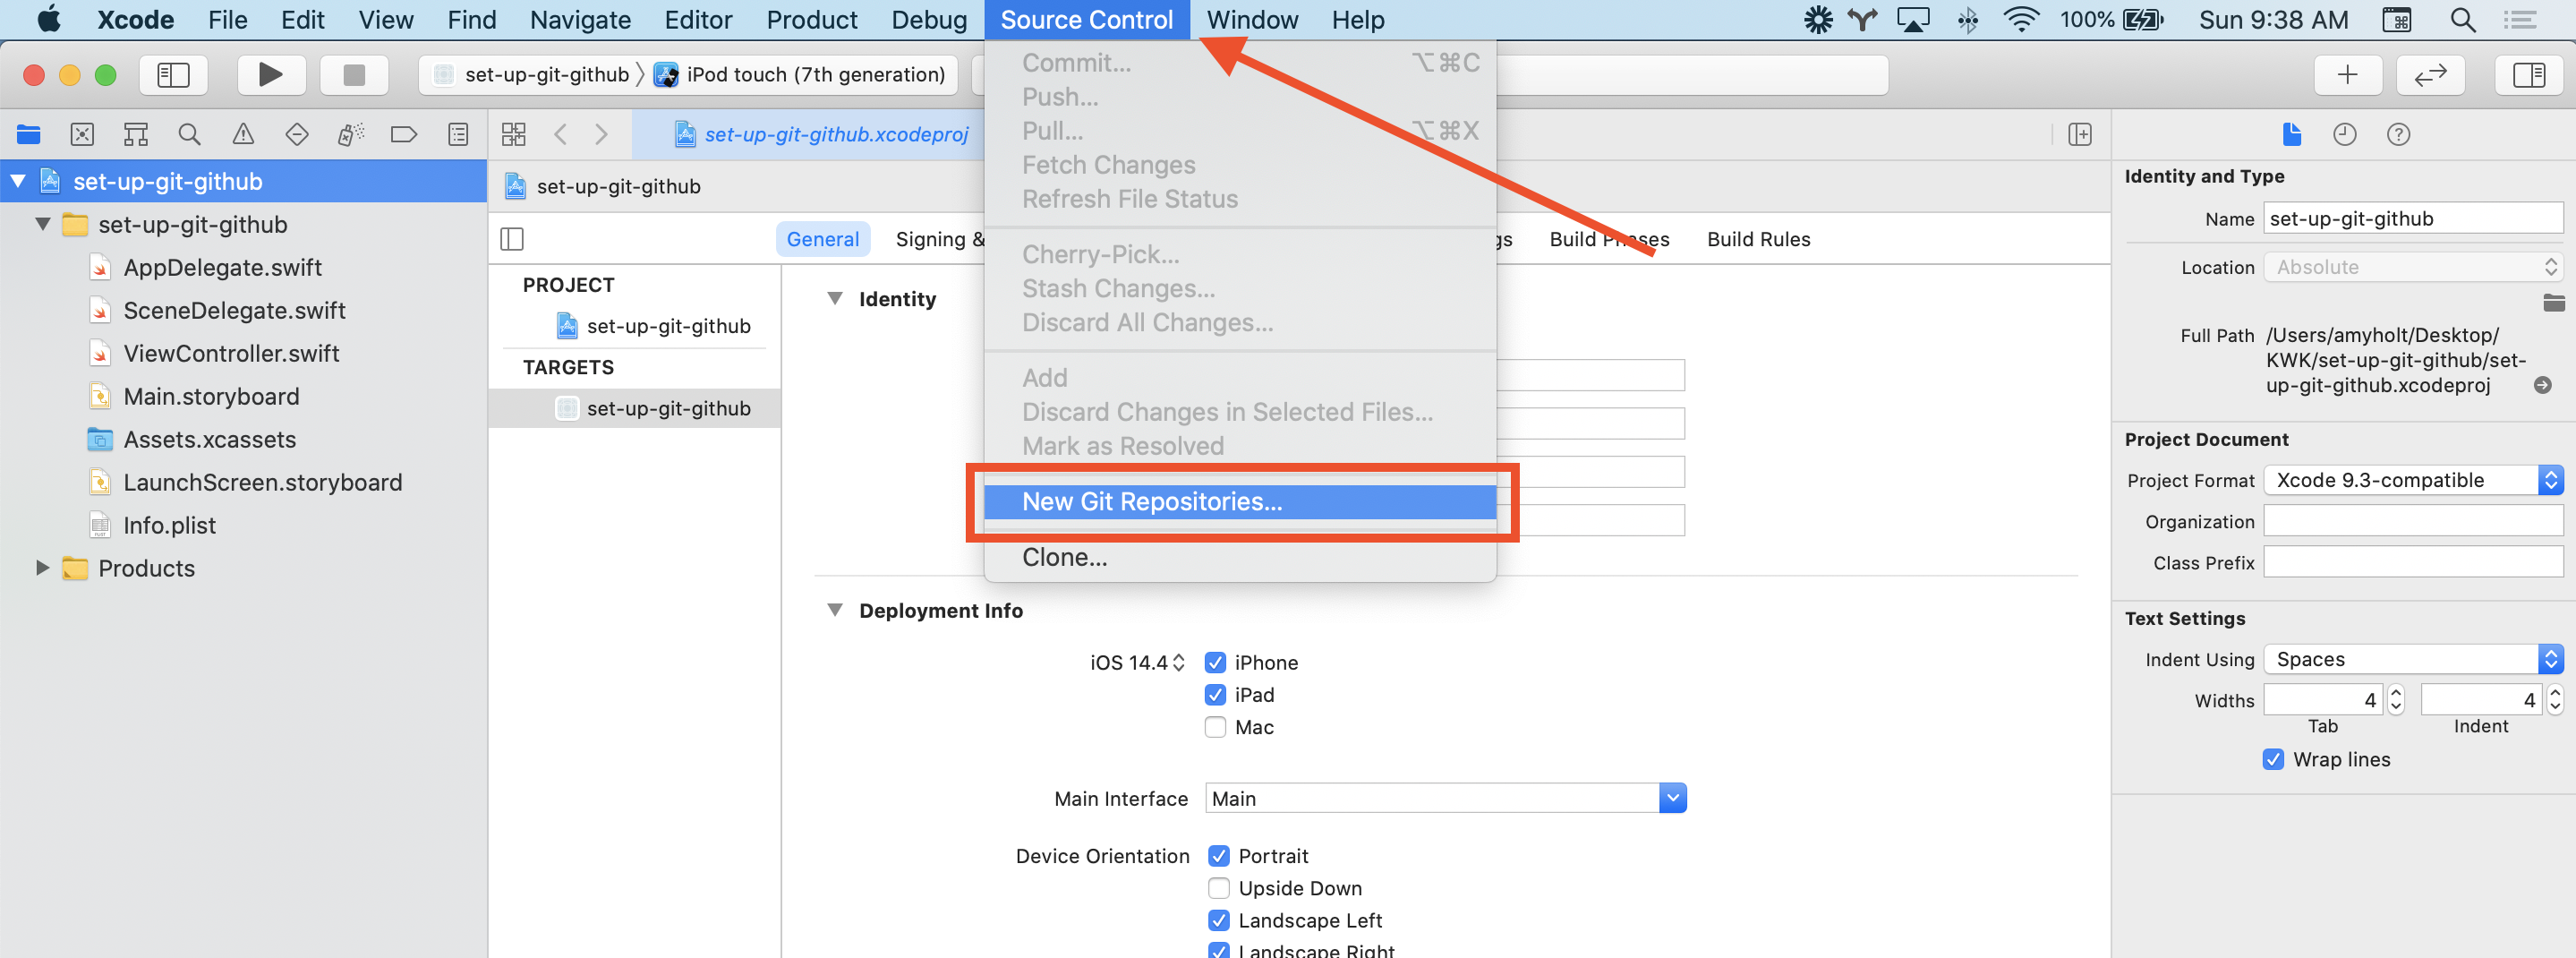 Xcode File Edit View Find Navigate Editor Product Debug Source Control Window Help 100% Sun 9:38 AM
set-up-git-github iPod touch (7th generation)
set-up-git-github.xcodeproj
set-up-git-github
set-up-git-github
AppDelegate.swift
SceneDelegate.swift
ViewController.swift
Main.storyboard
Assets.xcassets
LaunchScreen.storyboard
Info.plist
Products
set-up-git-github
General Signing & gs Build Phases Build Rules
PROJECT
set-up-git-github
TARGETS
set-up-git-github
Commit... ⌥⌘C
Push...
Pull... ⌥⌘X
Fetch Changes
Refresh File Status
Cherry-Pick...
Stash Changes...
Discard All Changes...
Add
Discard Changes in Selected Files...
Mark as Resolved
New Git Repositories...
Clone...
Identity
Deployment Info
iOS 14.4 iPhone
iPad
Mac
Main Interface Main
Device Orientation Portrait
Upside Down
Landscape Left
Landscape Right
Identity and Type
Name set-up-git-github
Location Absolute
Full Path /Users/amyholt/Desktop/
KWK/set-up-git-github/set-
up-git-github.xcodeproj
Project Document
Project Format Xcode 9.3-compatible
Organization
Class Prefix
Text Settings
Indent Using Spaces
Widths 4 4
Tab Indent
Wrap lines